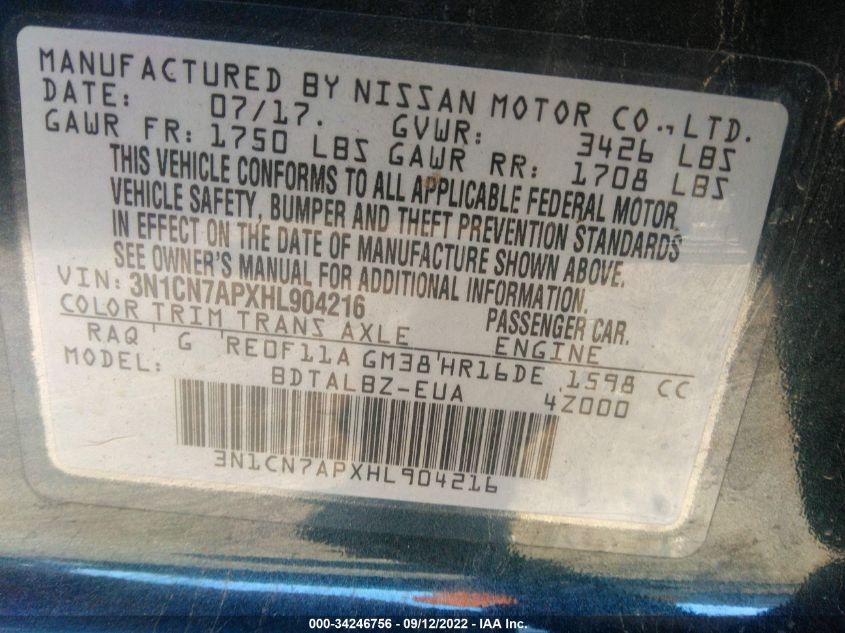 MANUFACTURED BY NISSAN MOTOR CO., LTD.
DATE: 07/17. GVWR: 3426 LBS
GAWR FR: 1750 LBS GAWR RR: 1708 LBS
THIS VEHICLE CONFORMS TO ALL APPLICABLE FEDERAL MOTOR
VEHICLE SAFETY, BUMPER AND THEFT PREVENTION STANDARDS
IN EFFECT ON THE DATE OF MANUFACTURE SHOWN ABOVE.
SEE OWNER'S MANUAL FOR ADDITIONAL INFORMATION.
VIN: 3N1CN7APXHL904216 PASSENGER CAR.
COLOR TRIM TRANS AXLE ENGINE
RAQ G RE0F11A GM38 HR16DE 1598 CC
MODEL: BDTALBZ-EUA 4Z000
3N1CN7APXHL904216
000-34246756 - 09/12/2022 - IAA Inc.